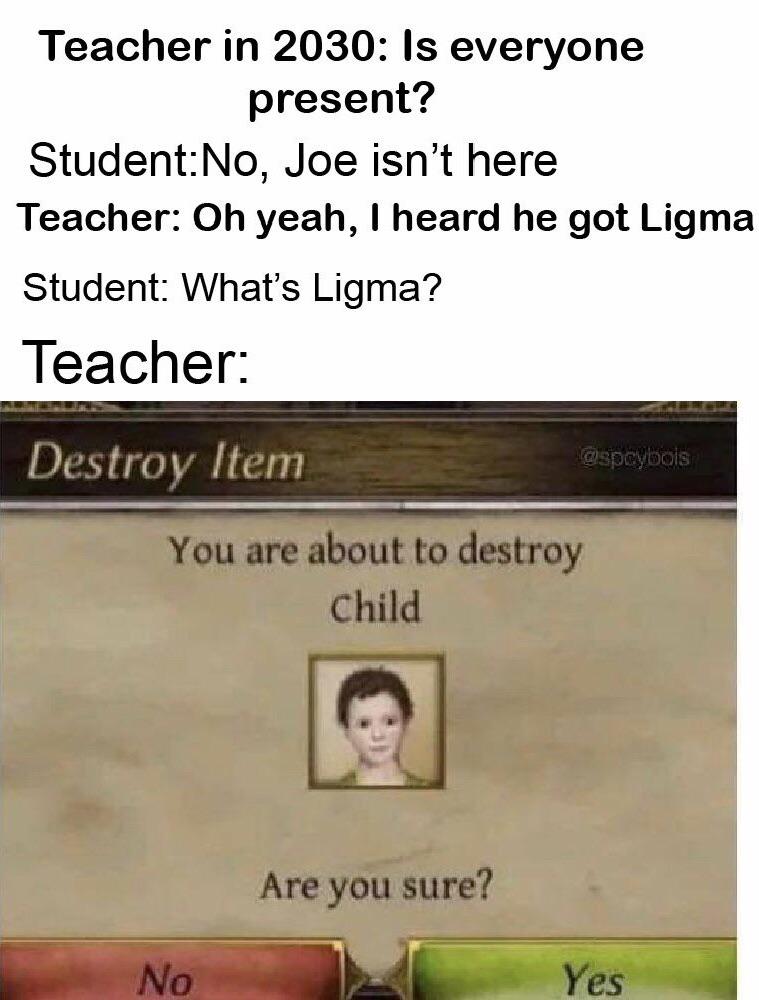 Teacher in 2030: Is everyone
present?
Student:No, Joe isn’t here
Teacher: Oh yeah, I heard he got Ligma
Student: What’s Ligma?
Teacher:
Destroy Item
@spcybois
You are about to destroy
Child
Are you sure?
No
Yes